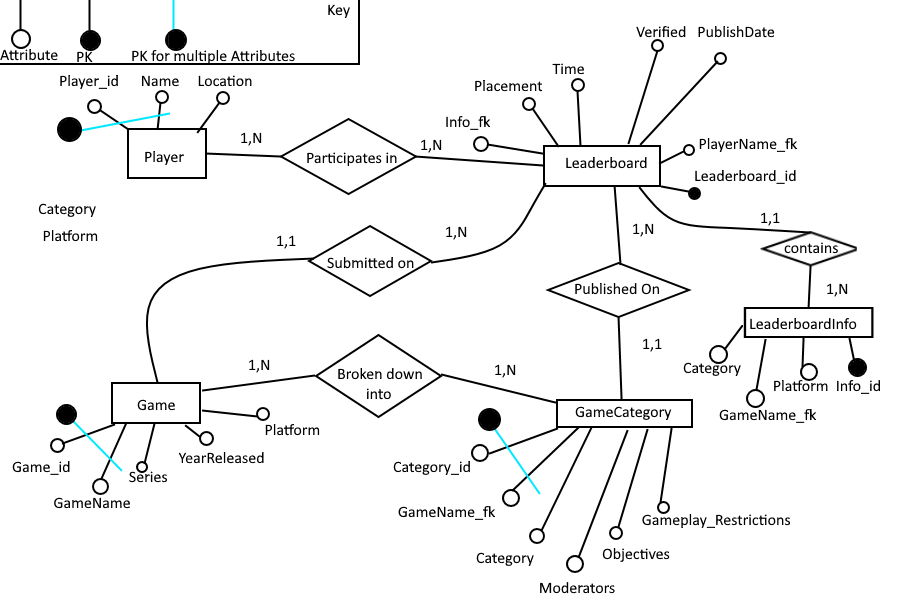 Key
Attribute
PK
PK for multiple Attributes
Verified
PublishDate
Player_id
Name
Location
Time
Placement
Info_fk
1,N
1,N
Player
Participates in
Leaderboard
PlayerName_fk
Leaderboard_id
Category
Platform
1,1
1,N
Submitted on
1,N
1,1
contains
Published On
1,N
LeaderboardInfo
1,1
1,N
Broken down
into
1,N
Category
Platform
Info_id
GameName_fk
Game
GameCategory
Platform
YearReleased
Game_id
Series
GameName
Category_id
GameName_fk
Gameplay_Restrictions
Category
Objectives
Moderators